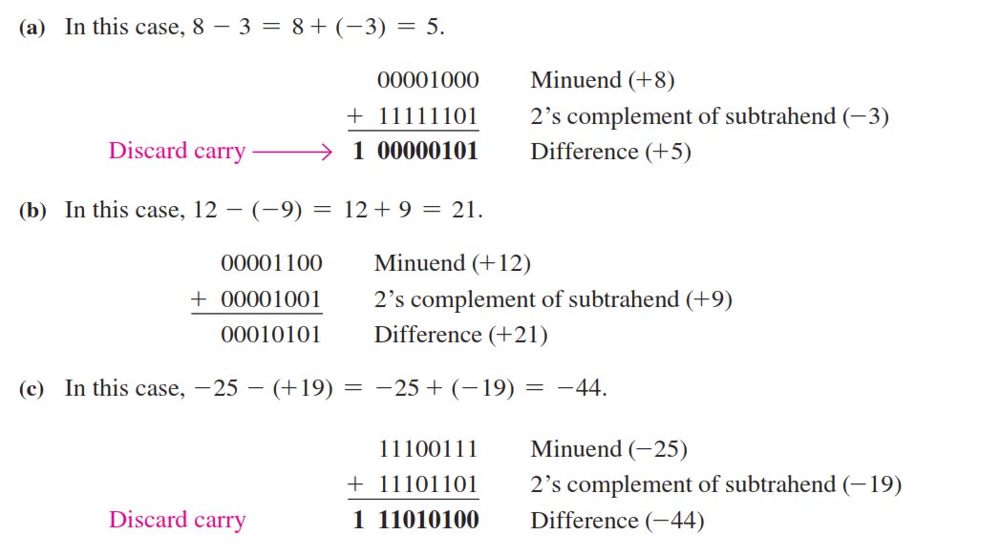 (a) In this case, 8 − 3 = 8 + (−3) = 5.
00001000 Minuend (+8)
+ 11111101 2’s complement of subtrahend (−3)
Discard carry → 1 00000101 Difference (+5)
(b) In this case, 12 − (−9) = 12 + 9 = 21.
00001100 Minuend (+12)
+ 00001001 2’s complement of subtrahend (+9)
00010101 Difference (+21)
(c) In this case, −25 − (+19) = −25 + (−19) = −44.
11100111 Minuend (−25)
+ 11101101 2’s complement of subtrahend (−19)
Discard carry 1 11010100 Difference (−44)